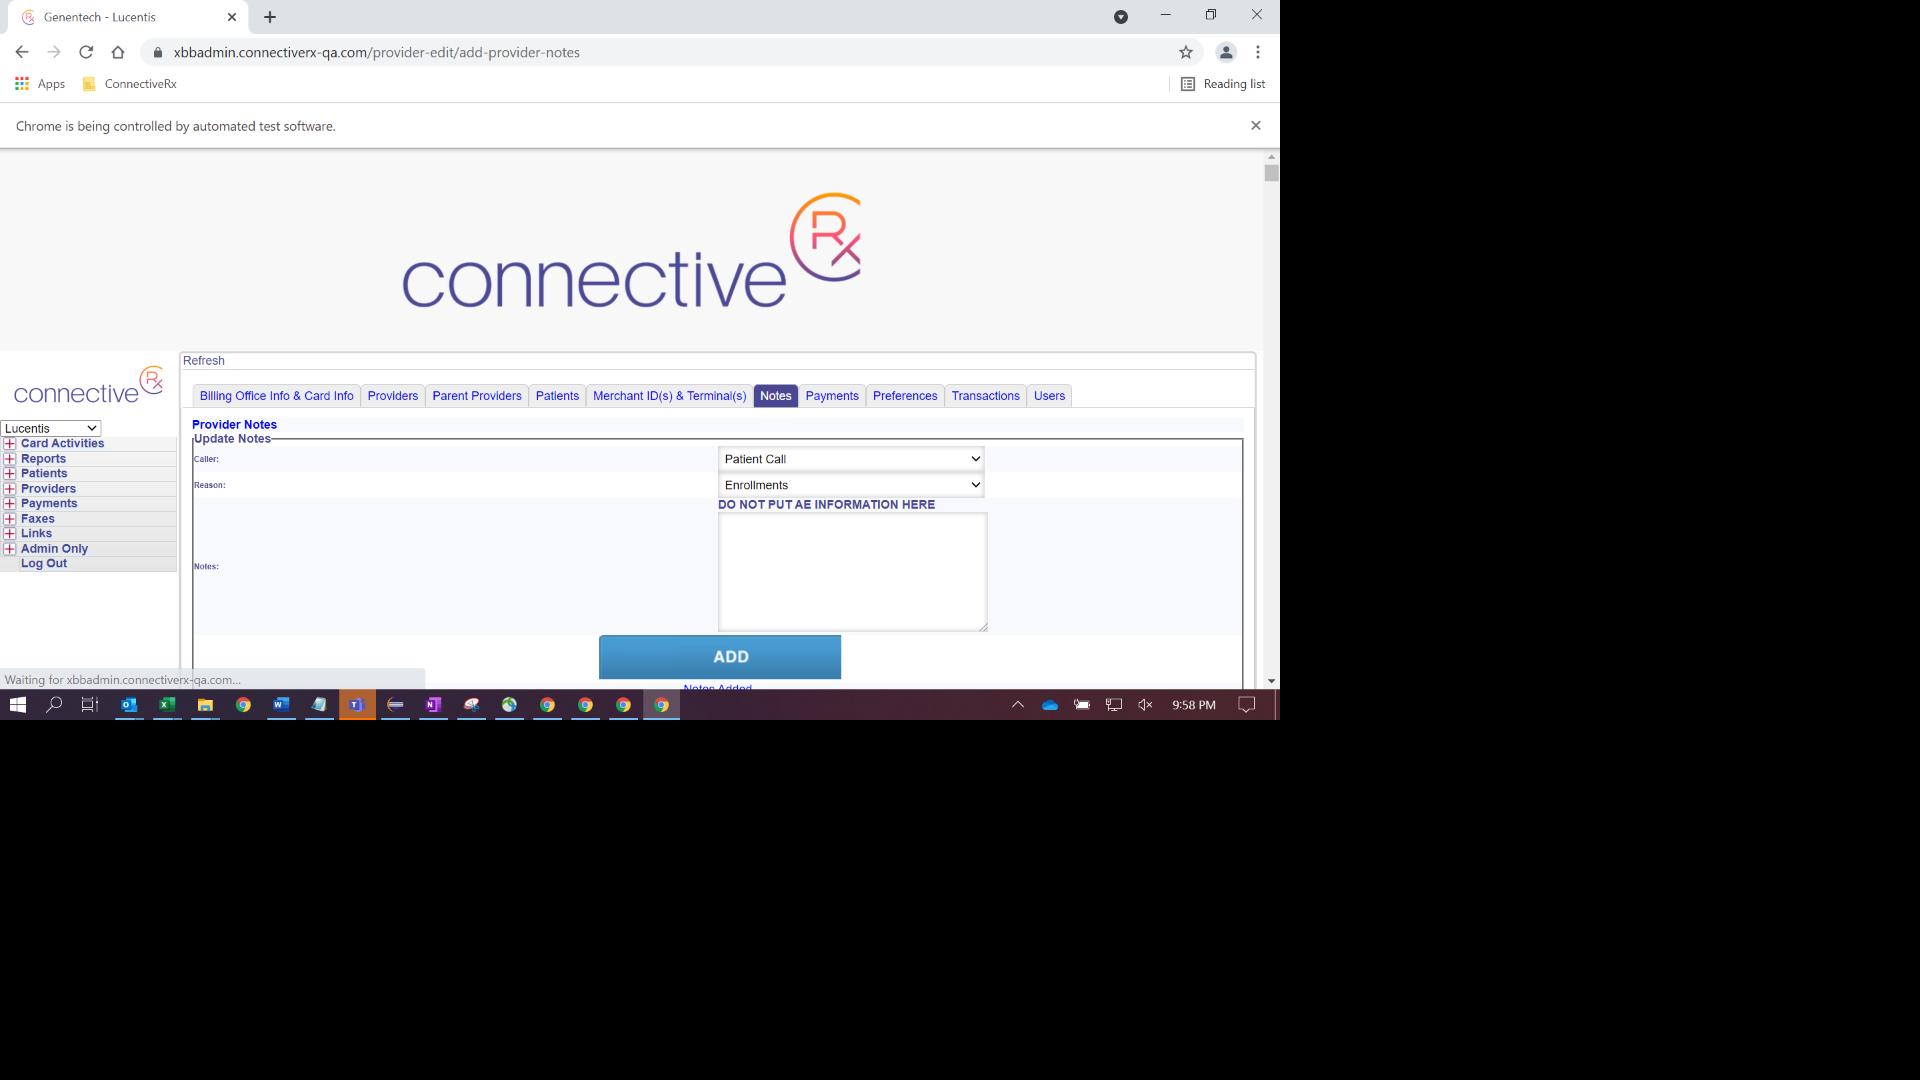 Genentech - Lucentis
xbbadmin.connectiverx-qa.com/provider-edit/add-provider-notes
Apps ConnectiveRx Reading list
Chrome is being controlled by automated test software.
connective Rx
Refresh
connective Rx
Billing Office Info & Card Info Providers Parent Providers Patients Merchant ID(s) & Terminal(s) Notes Payments Preferences Transactions Users
Lucentis
Card Activities
Reports
Patients
Providers
Payments
Faxes
Links
Admin Only
Log Out
Provider Notes
Update Notes
Caller: Patient Call
Reason: Enrollments
DO NOT PUT AE INFORMATION HERE
Notes:
ADD
Notes Added
Waiting for xbbadmin.connectiverx-qa.com...
9:58 PM